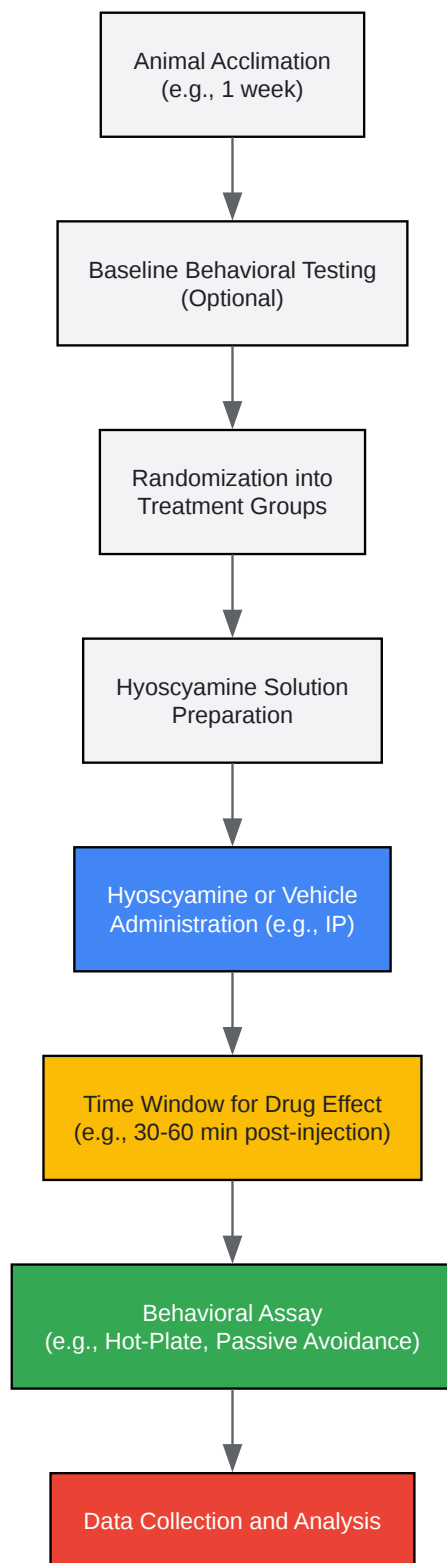 Animal Acclimation
(e.g., 1 week)
Baseline Behavioral Testing
(Optional)
Randomization into
Treatment Groups
Hyoscyamine Solution
Preparation
Hyoscyamine or Vehicle
Administration (e.g., IP)
Time Window for Drug Effect
(e.g., 30-60 min post-injection)
Behavioral Assay
(e.g., Hot-Plate, Passive Avoidance)
Data Collection and Analysis